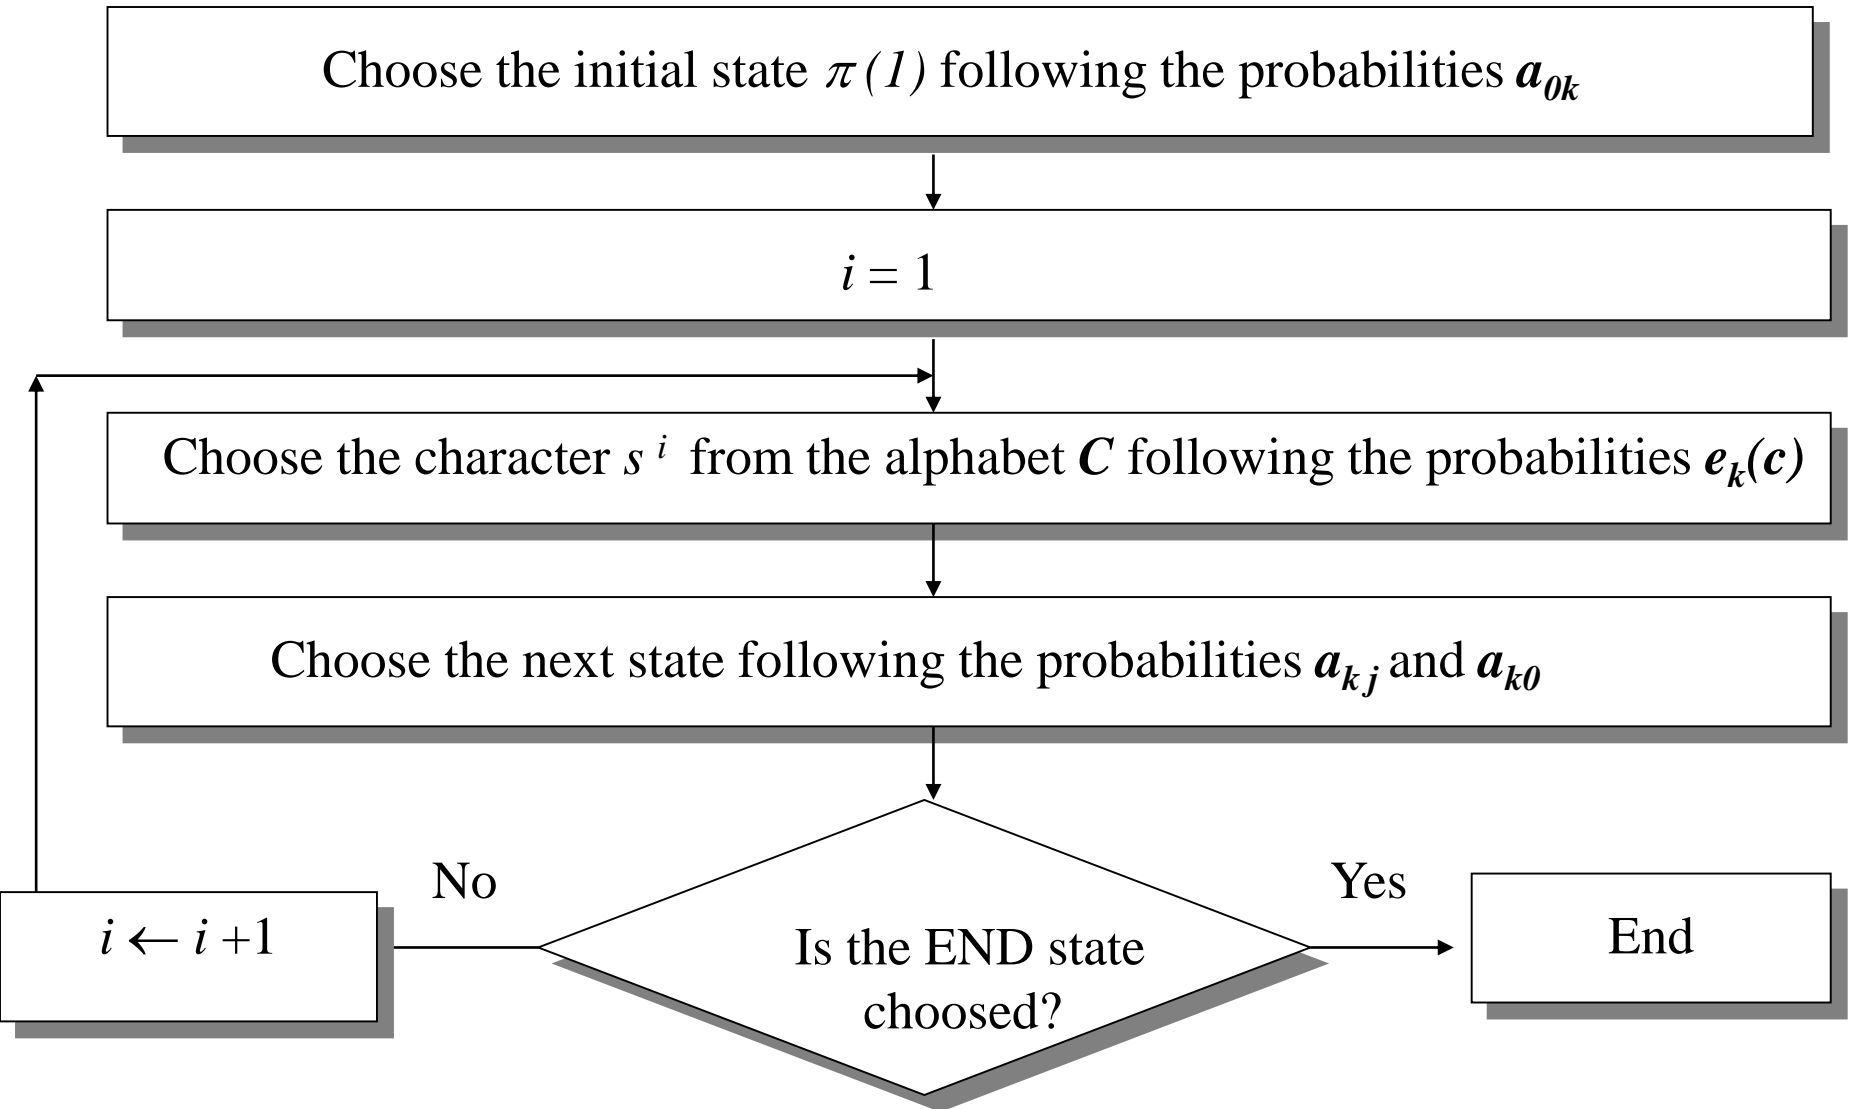 Choose the initial state π(1) following the probabilities a0k
i = 1
Choose the character s i from the alphabet C following the probabilities ek(c)
Choose the next state following the probabilities ak j and ak0
No
Yes
i ← i +1
Is the END state
choosed?
End